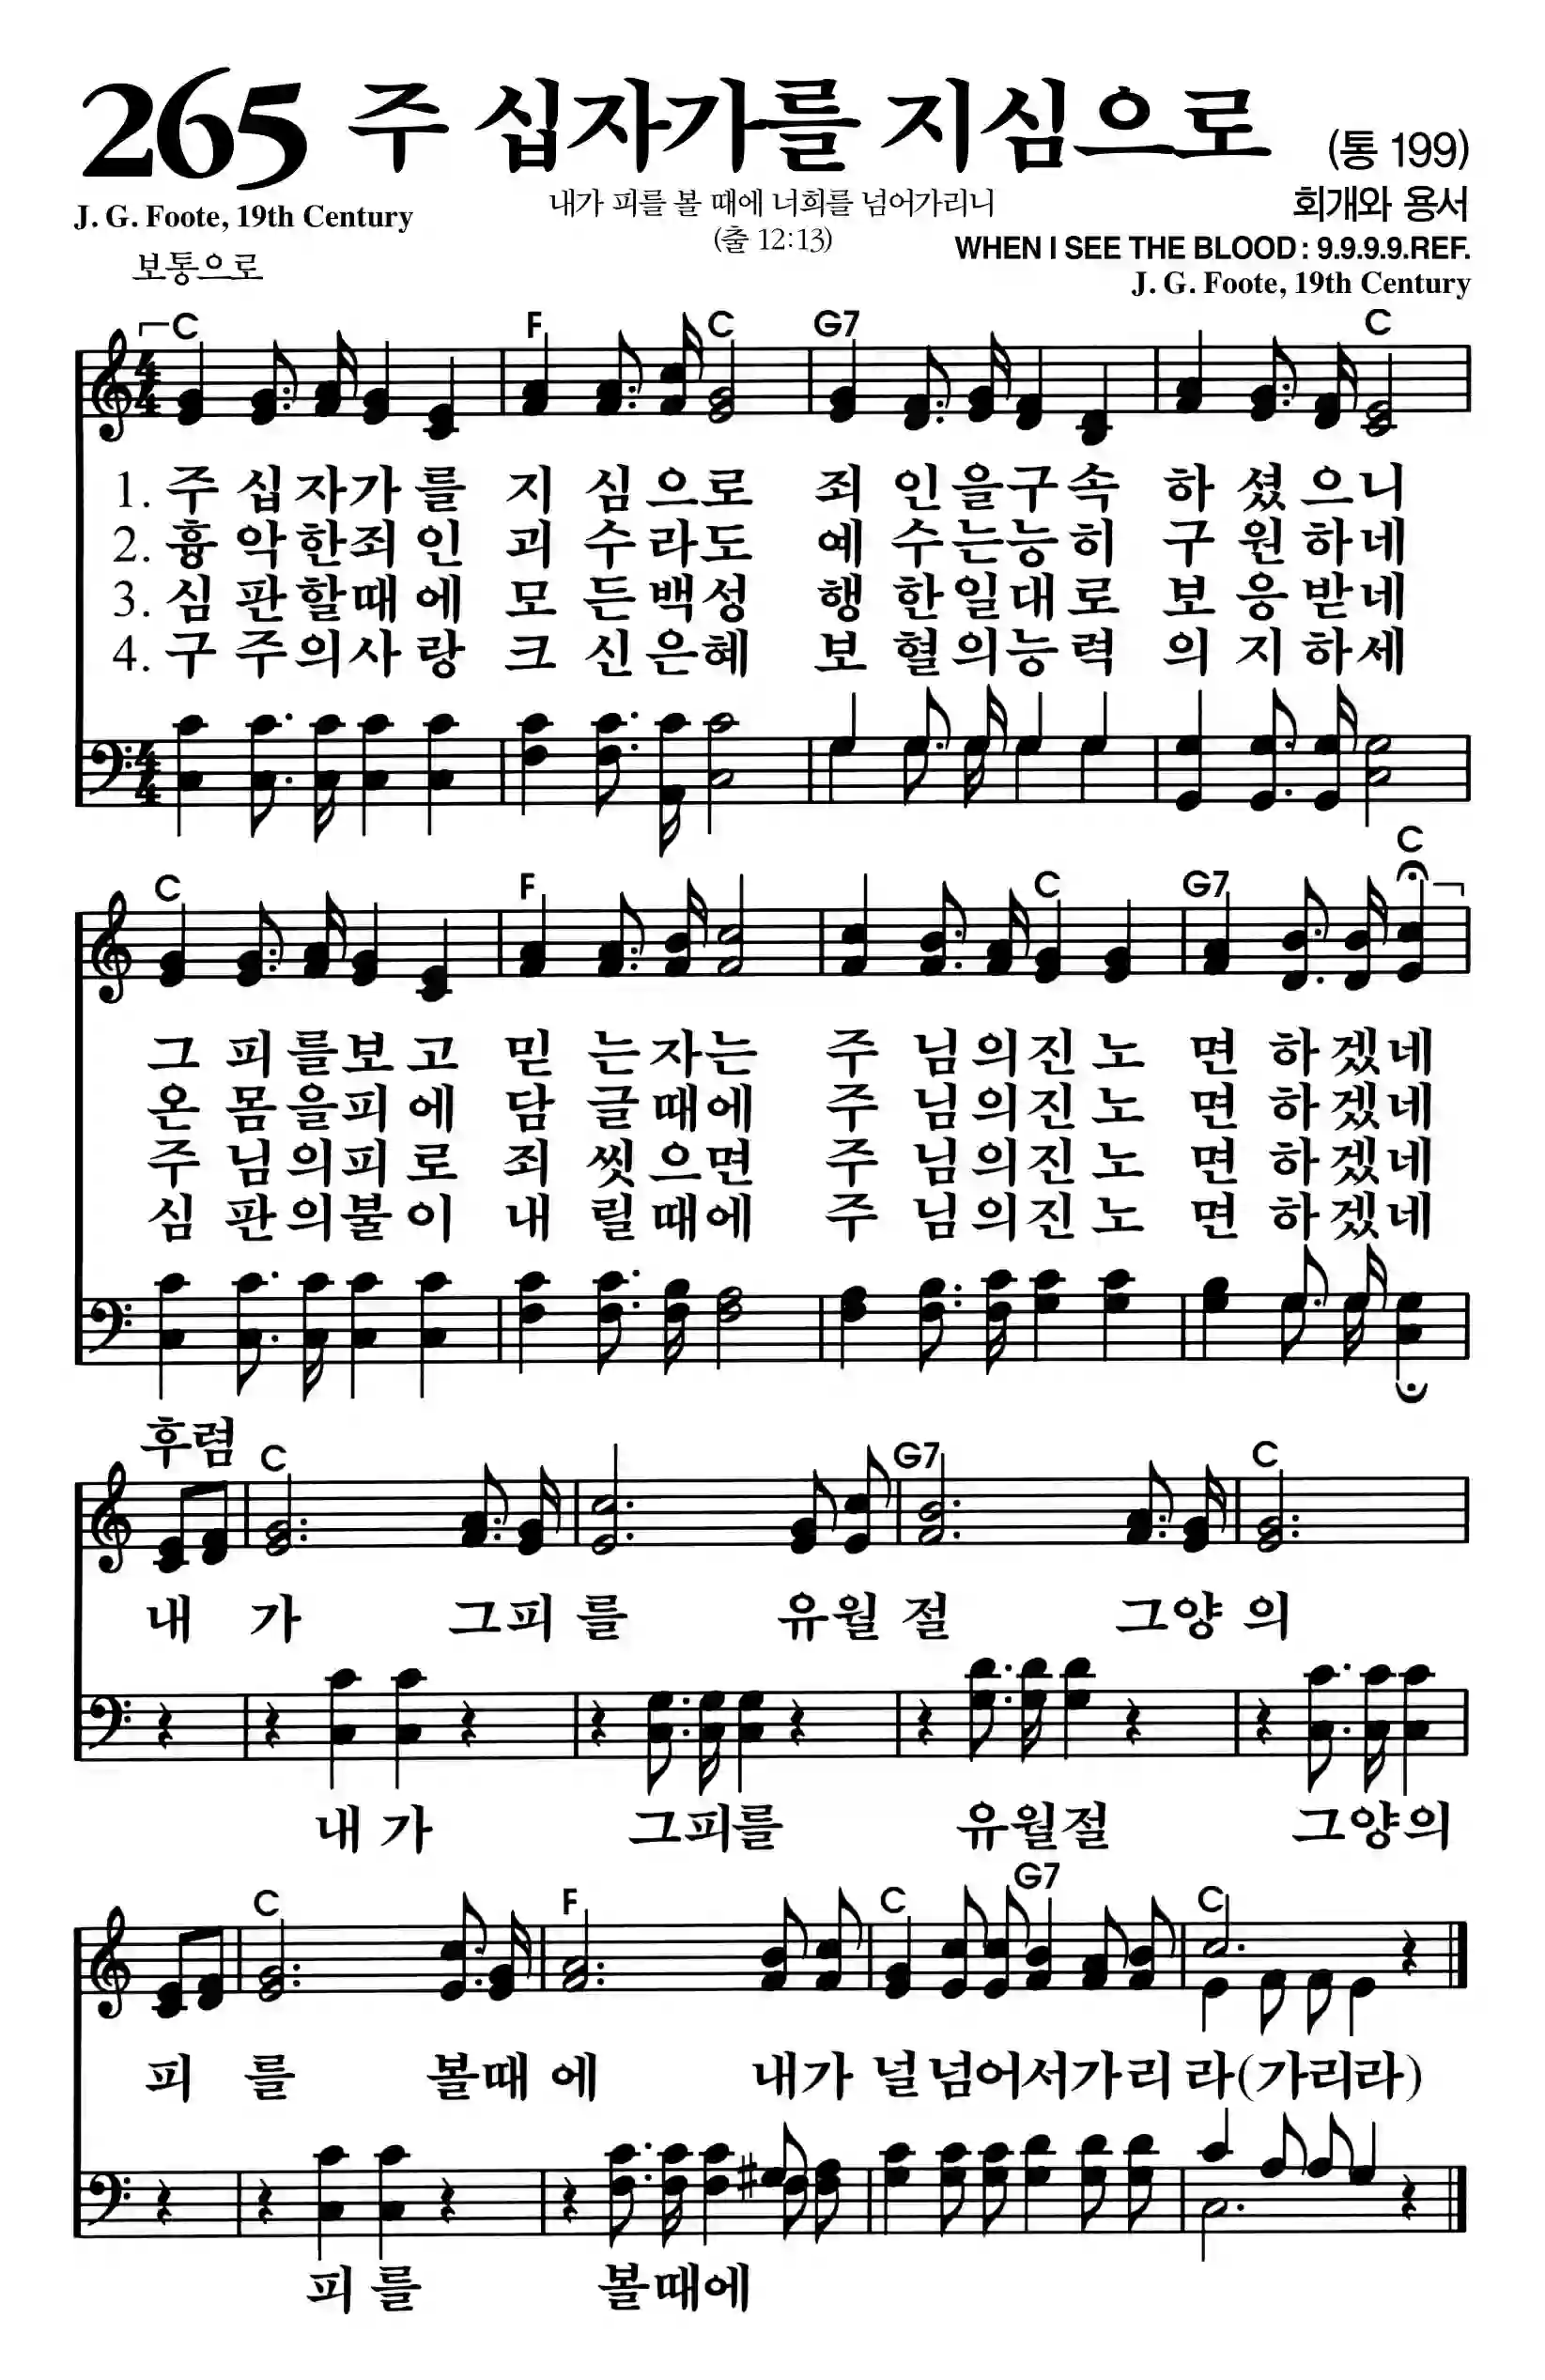 265 주 십자가를 지심으로 (통 199)
내가 피를 볼 때에 너희를 넘어가리니
회개와 용서
J. G. Foote, 19th Century
(출 12:13)
WHEN I SEE THE BLOOD : 9.9.9.9.REF.
보통으로
J. G. Foote, 19th Century
C F C G7 C
1. 주 십자가를 지 심으로 죄 인을구속 하 셨으니
2. 흉 악한죄인 괴 수라도 예 수는능히 구 원하네
3. 심 판할때에 모 든백성 행 한일대로 보 응받네
4. 구 주의사랑 크 신은혜 보 혈의능력 의 지하세
C F C G7 C
그 피를보고 믿 는자는 주 님의진노 면 하겠네
온 몸을피에 담 글때에 주 님의진노 면 하겠네
주 님의피로 죄 씻으면 주 님의진노 면 하겠네
심 판의불이 내 릴때에 주 님의진노 면 하겠네
후렴
C G7 C
내 가 그피 를 유월 절 그양 의
내 가 그피를 유월절 그양의
C F C G7 C
피 를 볼때 에 내가 널넘어서가리 라(가리라)
피 를 볼때에